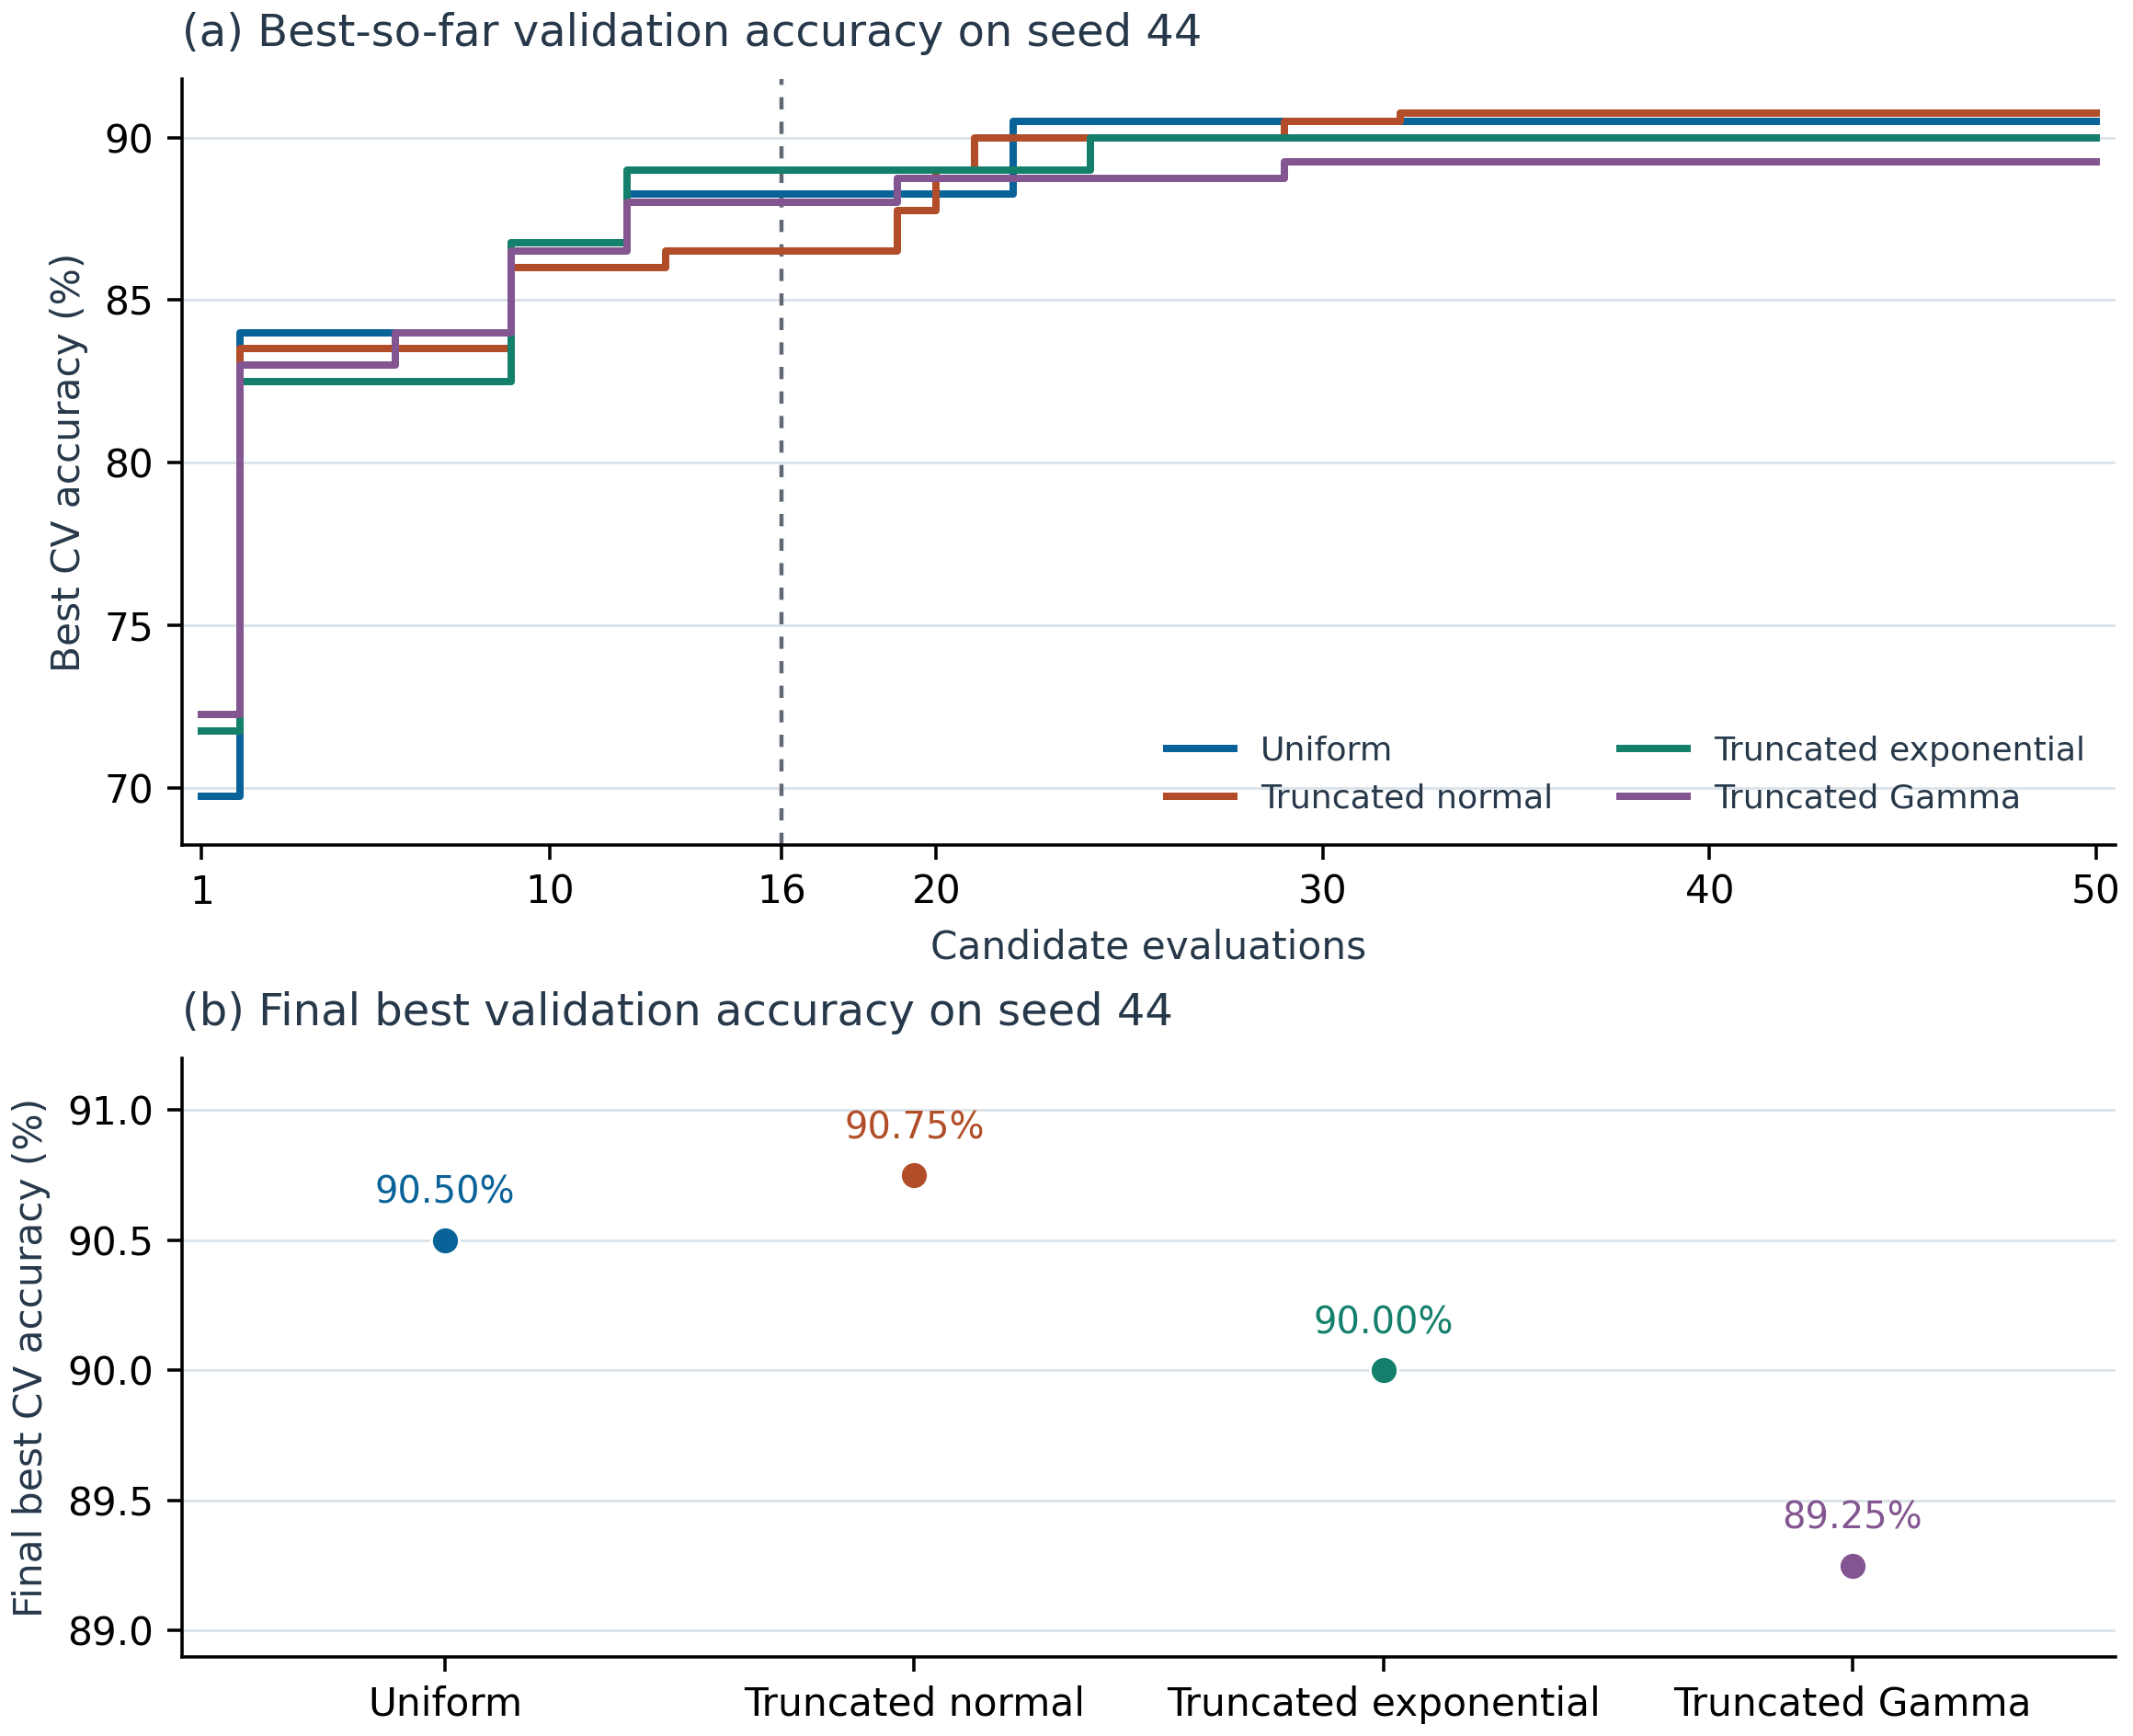 (a) Best-so-far validation accuracy on seed 44
Best CV accuracy (%)
90
85
80
75
70
Uniform
Truncated normal
Truncated exponential
Truncated Gamma
1
10
16
20
30
40
50
Candidate evaluations
(b) Final best validation accuracy on seed 44
Final best CV accuracy (%)
91.0
90.5
90.0
89.5
89.0
90.50%
90.75%
90.00%
89.25%
Uniform
Truncated normal
Truncated exponential
Truncated Gamma